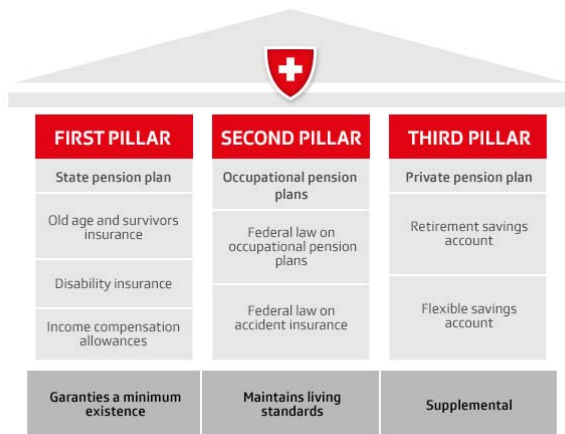 FIRST PILLAR
State pension plan
Old age and survivors
insurance
Disability insurance
Income compensation
allowances
Garanties a minimum
existence
SECOND PILLAR
Occupational pension
plans
Federal law on
occupational pension
plans
Federal law on
accident insurance
Maintains living
standards
THIRD PILLAR
Private pension plan
Retirement savings
account
Flexible savings
account
Supplemental